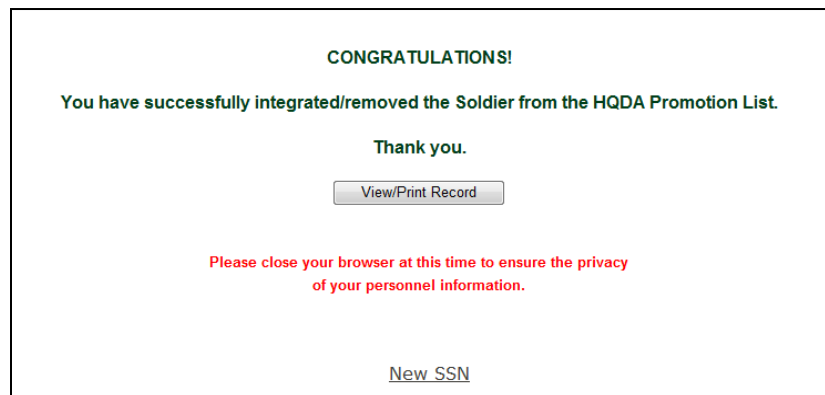 CONGRATULATIONS!
You have successfully integrated/removed the Soldier from the HQDA Promotion List.
Thank you.
View/Print Record
Please close your browser at this time to ensure the privacy
of your personnel information.
New SSN